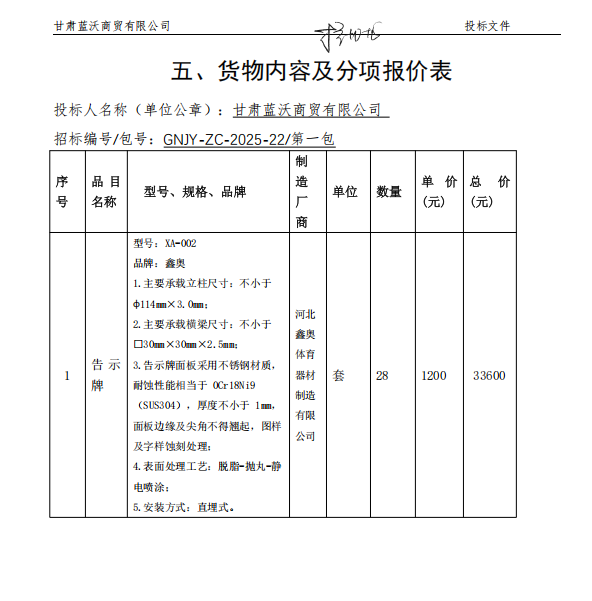 甘肃蓝沃商贸有限公司
投标文件
五、货物内容及分项报价表
投标人名称（单位公章）：甘肃蓝沃商贸有限公司
招标编号/包号：GNJY-ZC-2025-22/第一包
序号
品目名称
型号、规格、品牌
制造厂商
单位
数量
单价(元)
总价(元)
1
告示牌
型号：XA-002
品牌：鑫奥
1.主要承载立柱尺寸：不小于
φ114mm×3.0mm；
2.主要承载横梁尺寸：不小于
□30mm×30mm×2.5mm；
3.告示牌面板采用不锈钢材质，
耐蚀性能相当于 0Cr18Ni9
（SUS304），厚度不小于 1mm，
面板边缘及尖角不得翘起，图样
及字样蚀刻处理；
4.表面处理工艺：脱脂-抛丸-静
电喷涂；
5.安装方式：直埋式。
河北
鑫奥
体育
器材
制造
有限
公司
套
28
1200
33600